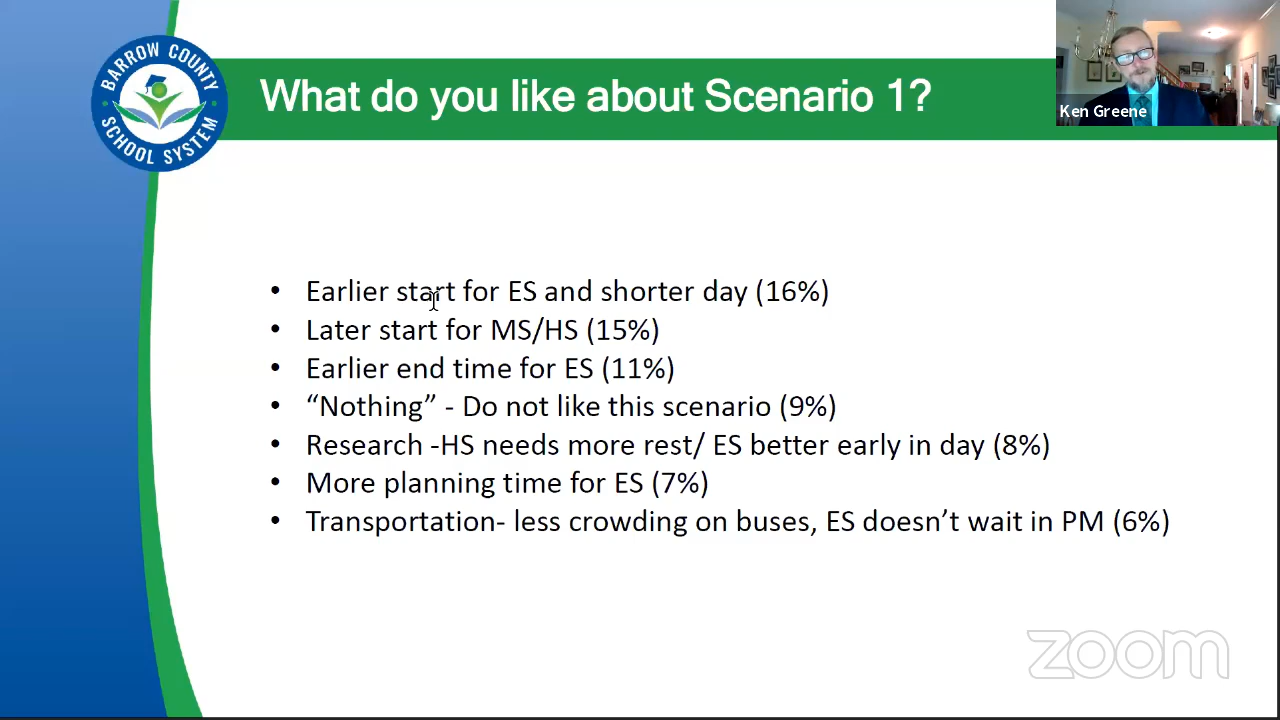 BARROW COUNTY
SCHOOL SYSTEM
What do you like about Scenario 1?
Ken Greene
• Earlier start for ES and shorter day (16%)
• Later start for MS/HS (15%)
• Earlier end time for ES (11%)
• “Nothing” - Do not like this scenario (9%)
• Research -HS needs more rest/ ES better early in day (8%)
• More planning time for ES (7%)
• Transportation- less crowding on buses, ES doesn’t wait in PM (6%)
zoom